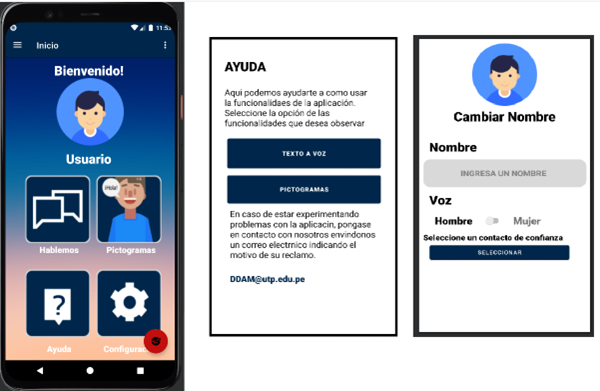 11:53
Inicio
Bienvenido!
Usuario
¡Hola!
Hablemos
Pictogramas
?
Ayuda
Configurac
AYUDA
Aqui podemos ayudarte a como usar
la funcionalidaes de la aplicación.
Seleccione la opción de las
funcionalidades que desea observar
TEXTO A VOZ
PICTOGRAMAS
En caso de estar experimentando
problemas con la aplicacin, pongase
en contacto con nosotros envindonos
un correo electrnico indicando el
motivo de su reclamo.
DDAM@utp.edu.pe
Cambiar Nombre
Nombre
INGRESA UN NOMBRE
Voz
Hombre Mujer
Seleccione un contacto de confianza
SELECCIONAR